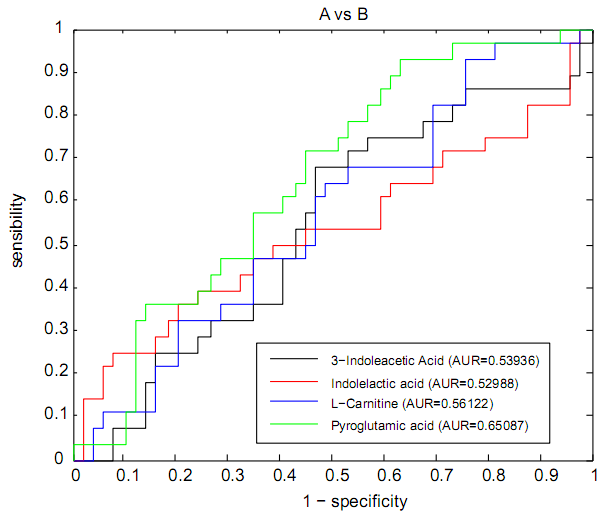 A vs B
1
0.9
0.8
0.7
0.6
0.5
0.4
0.3
0.2
0.1
0
sensibility
3−Indoleacetic Acid (AUR=0.53936)
Indolelactic acid (AUR=0.52988)
L−Carnitine (AUR=0.56122)
Pyroglutamic acid (AUR=0.65087)
0 0.1 0.2 0.3 0.4 0.5 0.6 0.7 0.8 0.9 1
1 − specificity